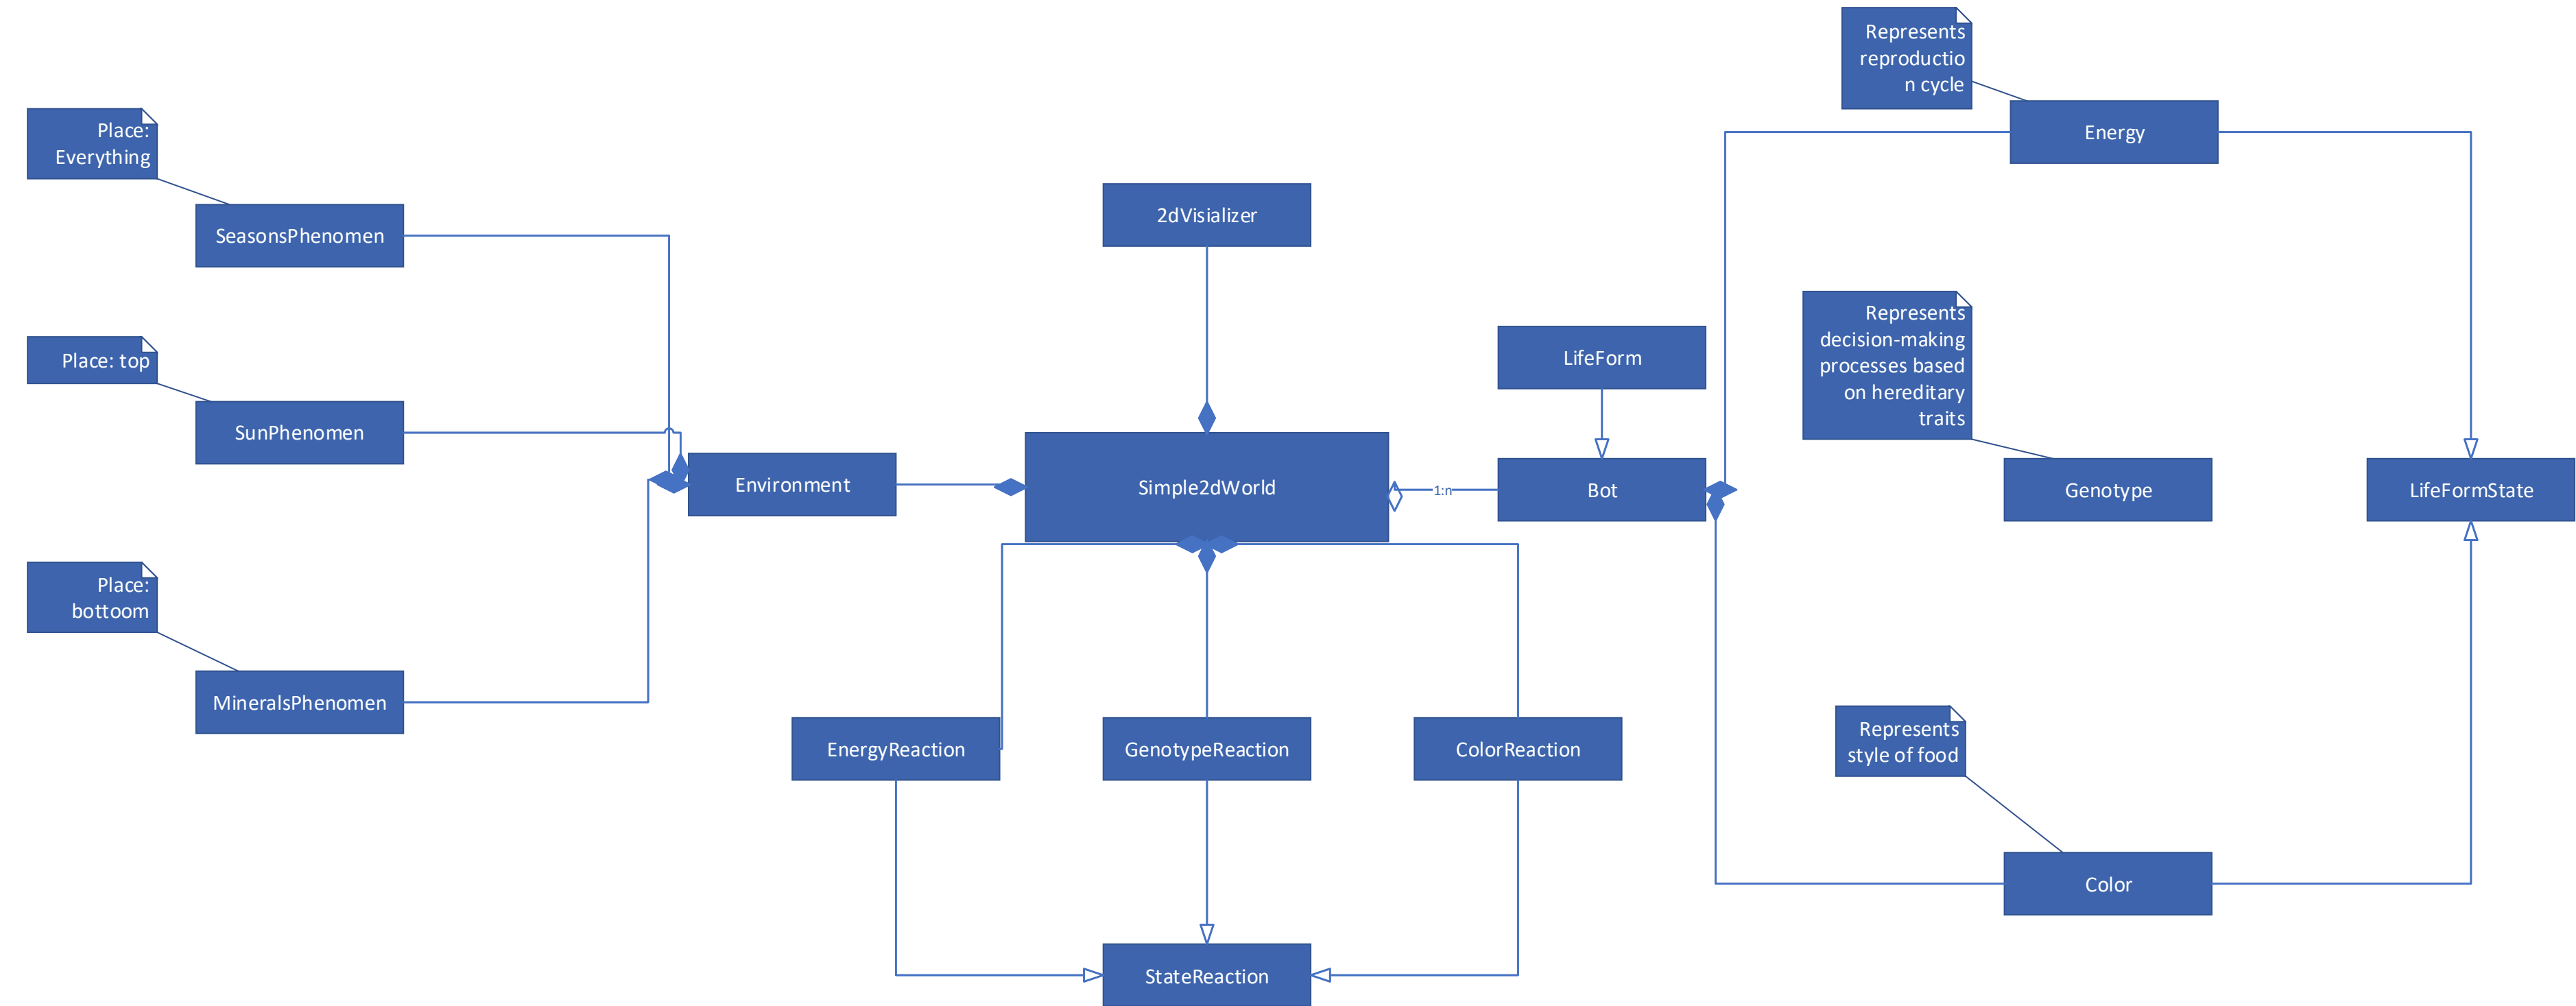 Represents
reproductio
n cycle
Energy
Place:
Everything
SeasonsPhenomen
2dVisializer
Represents
decision-making
processes based
on hereditary
traits
Place: top
LifeForm
SunPhenomen
Environment
Simple2dWorld
1:n
Bot
Genotype
LifeFormState
Place:
bottoom
MineralsPhenomen
EnergyReaction
GenotypeReaction
ColorReaction
Represents
style of food
Color
StateReaction